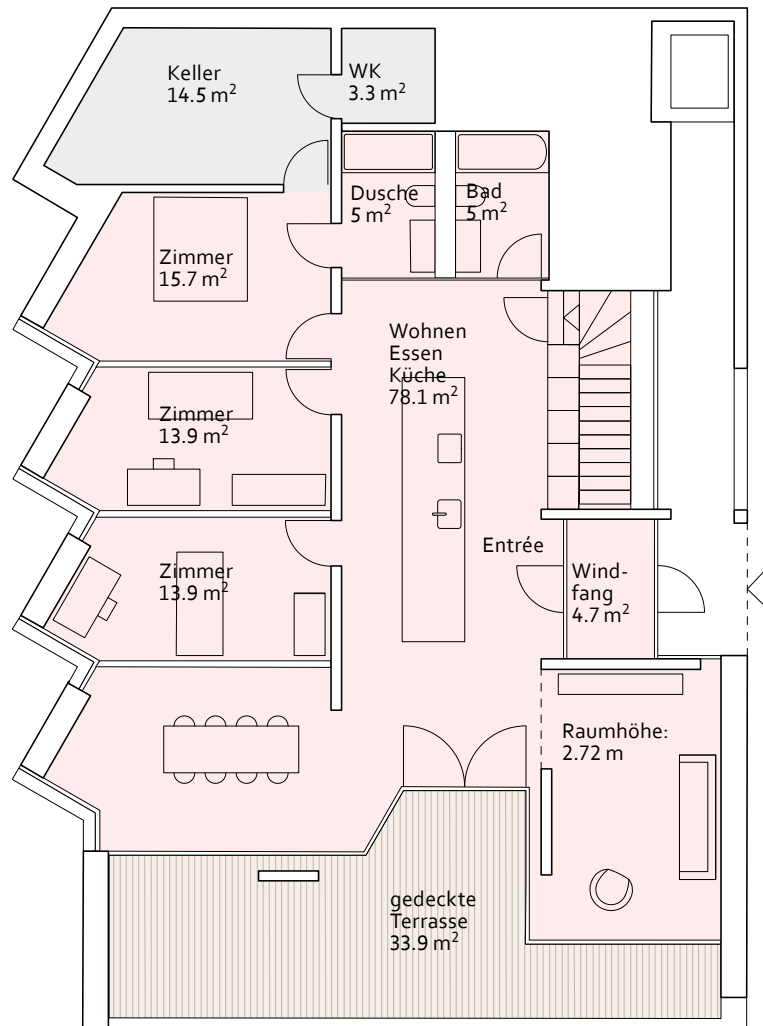 Keller
14.5 m²
WK
3.3 m²
Dusche
5 m²
Bad
5 m²
Zimmer
15.7 m²
Wohnen
Essen
Küche
78.1 m²
Zimmer
13.9 m²
Entrée
Zimmer
13.9 m²
Wind-
fang
4.7 m²
Raumhöhe:
2.72 m
gedeckte
Terrasse
33.9 m²